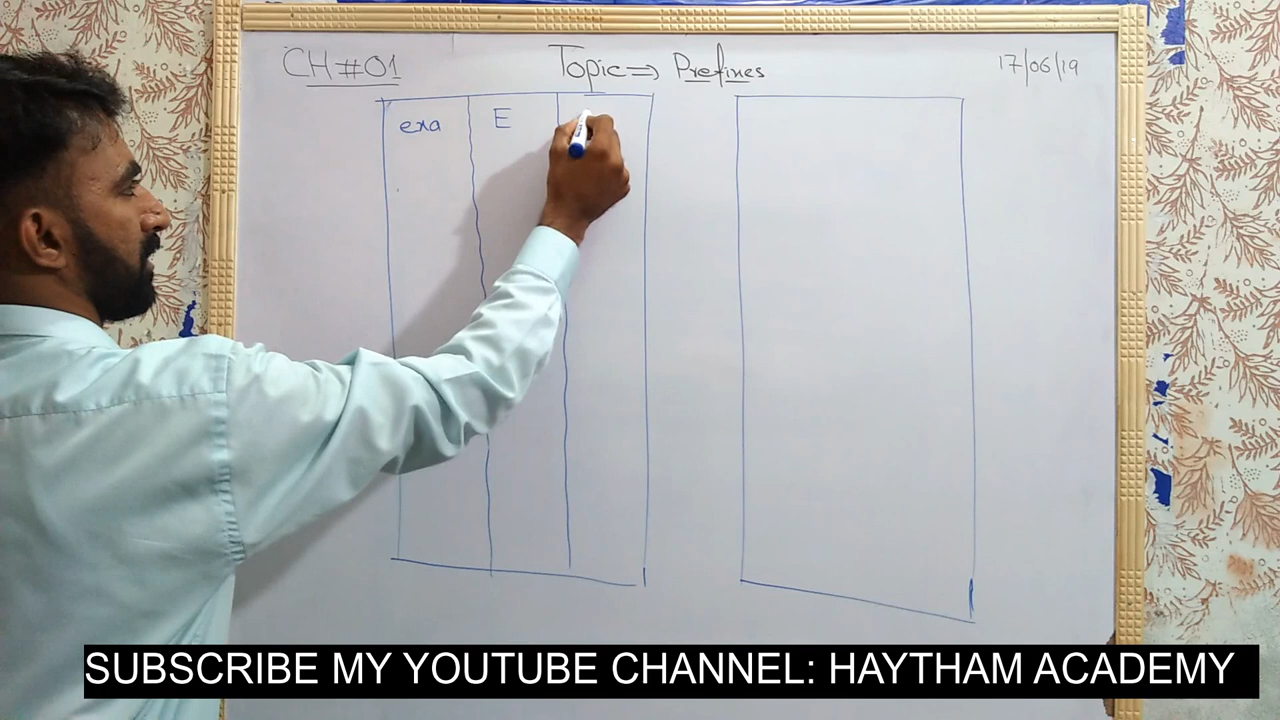 CH#01
Topic⇒ Prefixes
17/06/19
exa
E
SUBSCRIBE MY YOUTUBE CHANNEL: HAYTHAM ACADEMY